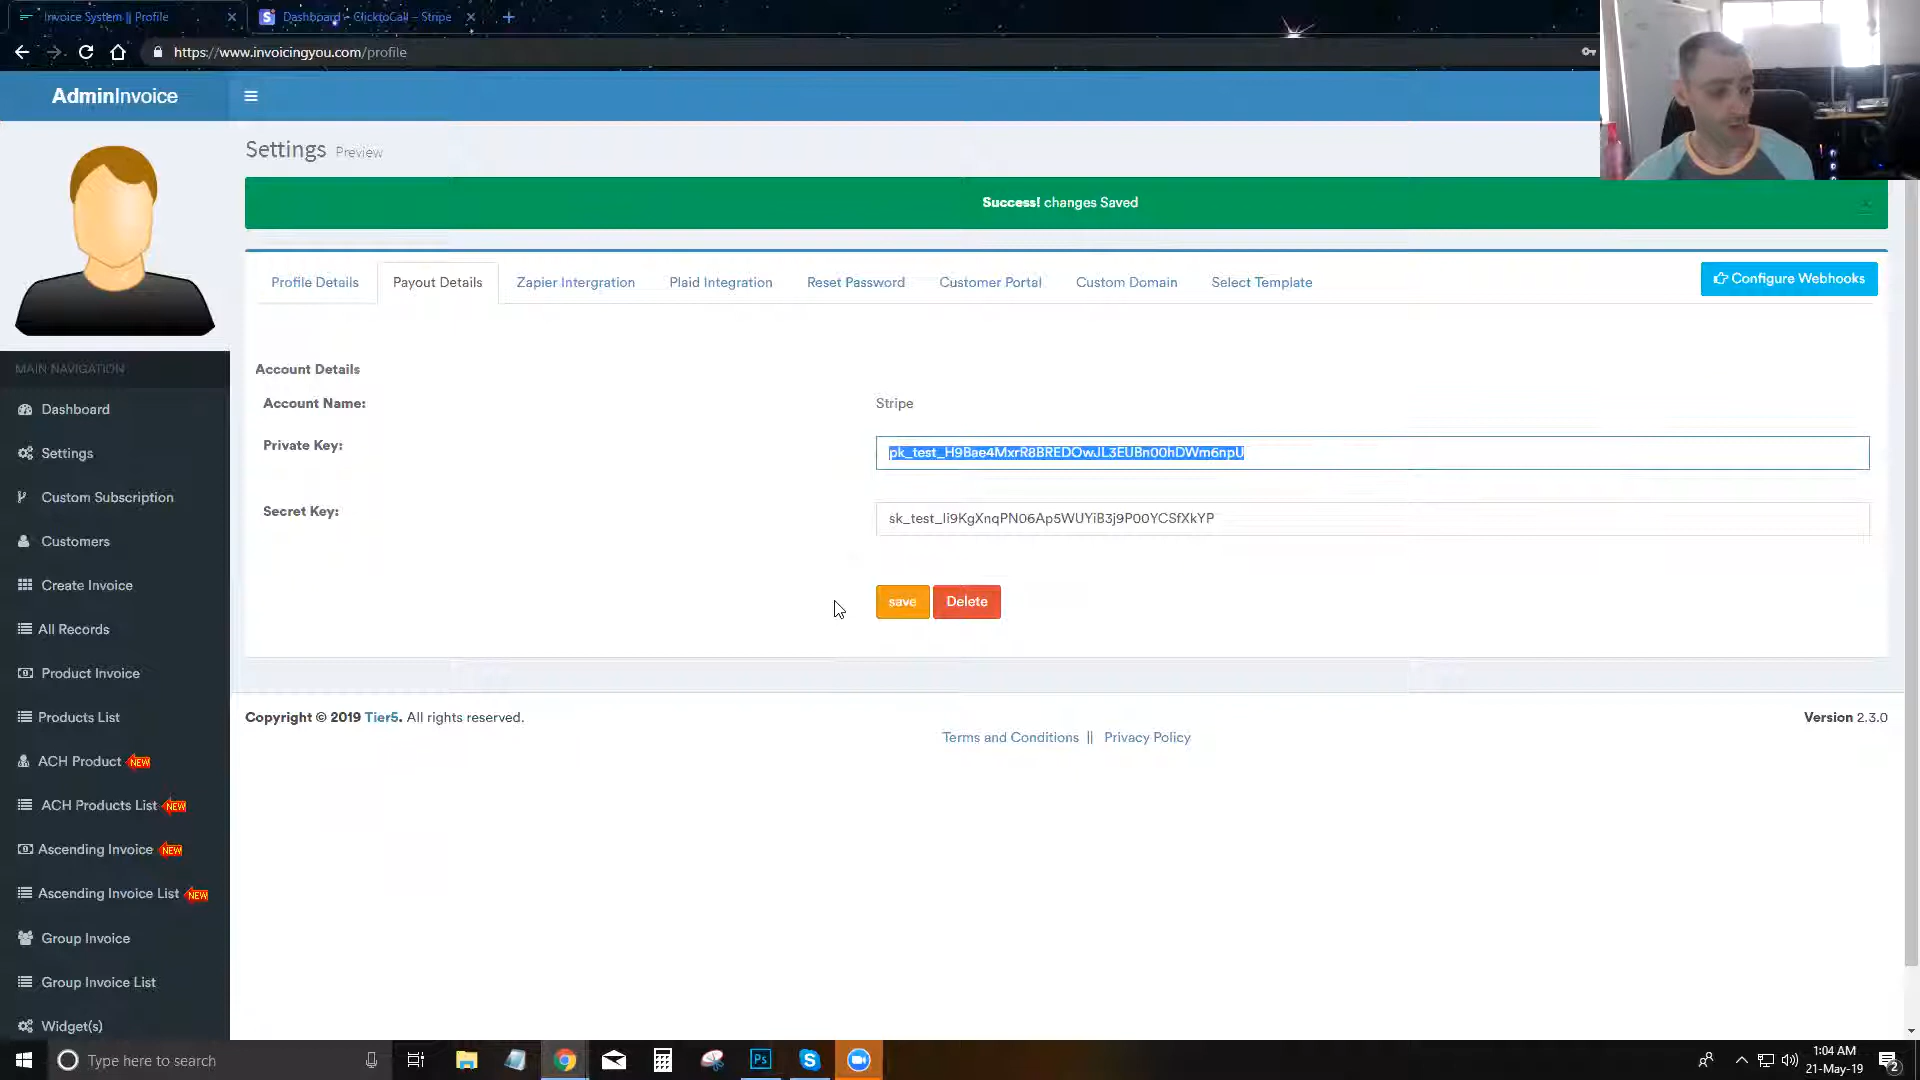 Invoice System || Profile
Dashboard - ClicktoCall – Stripe
https://www.invoicingyou.com/profile
AdminInvoice
Settings Preview
Success! changes Saved
Profile Details
Payout Details
Zapier Intergration
Plaid Integration
Reset Password
Customer Portal
Custom Domain
Select Template
Configure Webhooks
Account Details
Account Name:
Stripe
Private Key:
pk_test_H9Bae4MxrR8BREDOwJL3EUBn00hDWm6npU
Secret Key:
sk_test_li9KgXnqPN06Ap5WUYiB3j9P00YCSfXkYP
save
Delete
MAIN NAVIGATION
Dashboard
Settings
Custom Subscription
Customers
Create Invoice
All Records
Product Invoice
Products List
ACH Product NEW
ACH Products List NEW
Ascending Invoice NEW
Ascending Invoice List NEW
Group Invoice
Group Invoice List
Widget(s)
Copyright © 2019 Tier5. All rights reserved.
Version 2.3.0
Terms and Conditions || Privacy Policy
Type here to search
Ps
1:04 AM
21-May-19
2